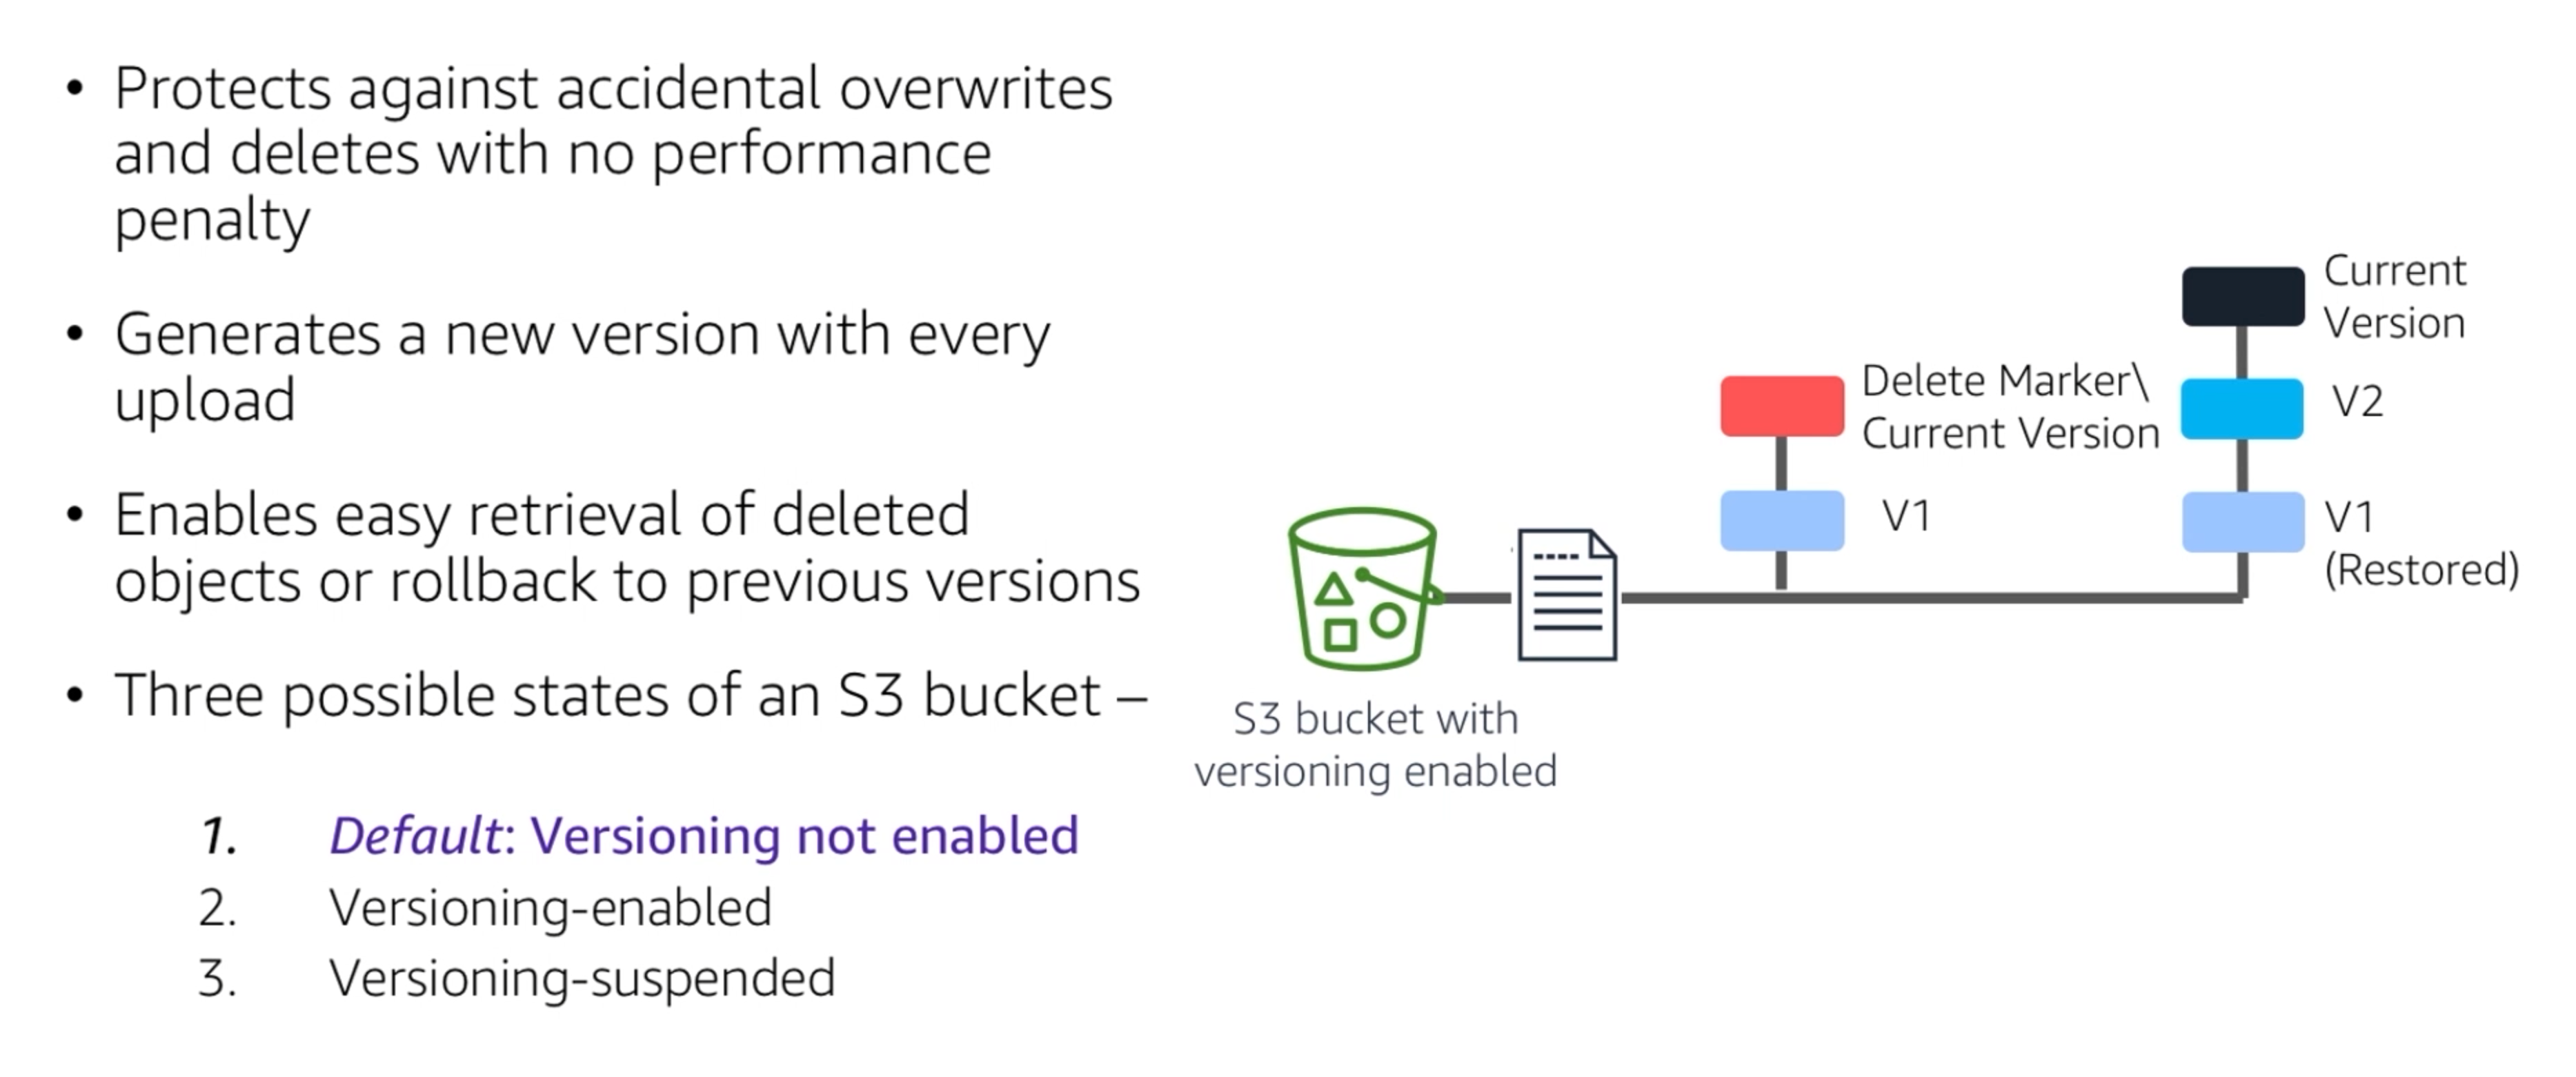 • Protects against accidental overwrites
and deletes with no performance
penalty
• Generates a new version with every
upload
• Enables easy retrieval of deleted
objects or rollback to previous versions
• Three possible states of an S3 bucket –
1. Default: Versioning not enabled
2. Versioning-enabled
3. Versioning-suspended
S3 bucket with
versioning enabled
Delete Marker\
Current Version
V1
Current
Version
V2
V1
(Restored)